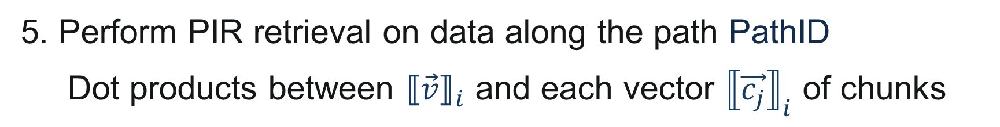 5. Perform PIR retrieval on data along the path PathID
Dot products between ⟦v⃗⟧ᵢ and each vector ⟦c⃗ⱼ⟧ᵢ of chunks